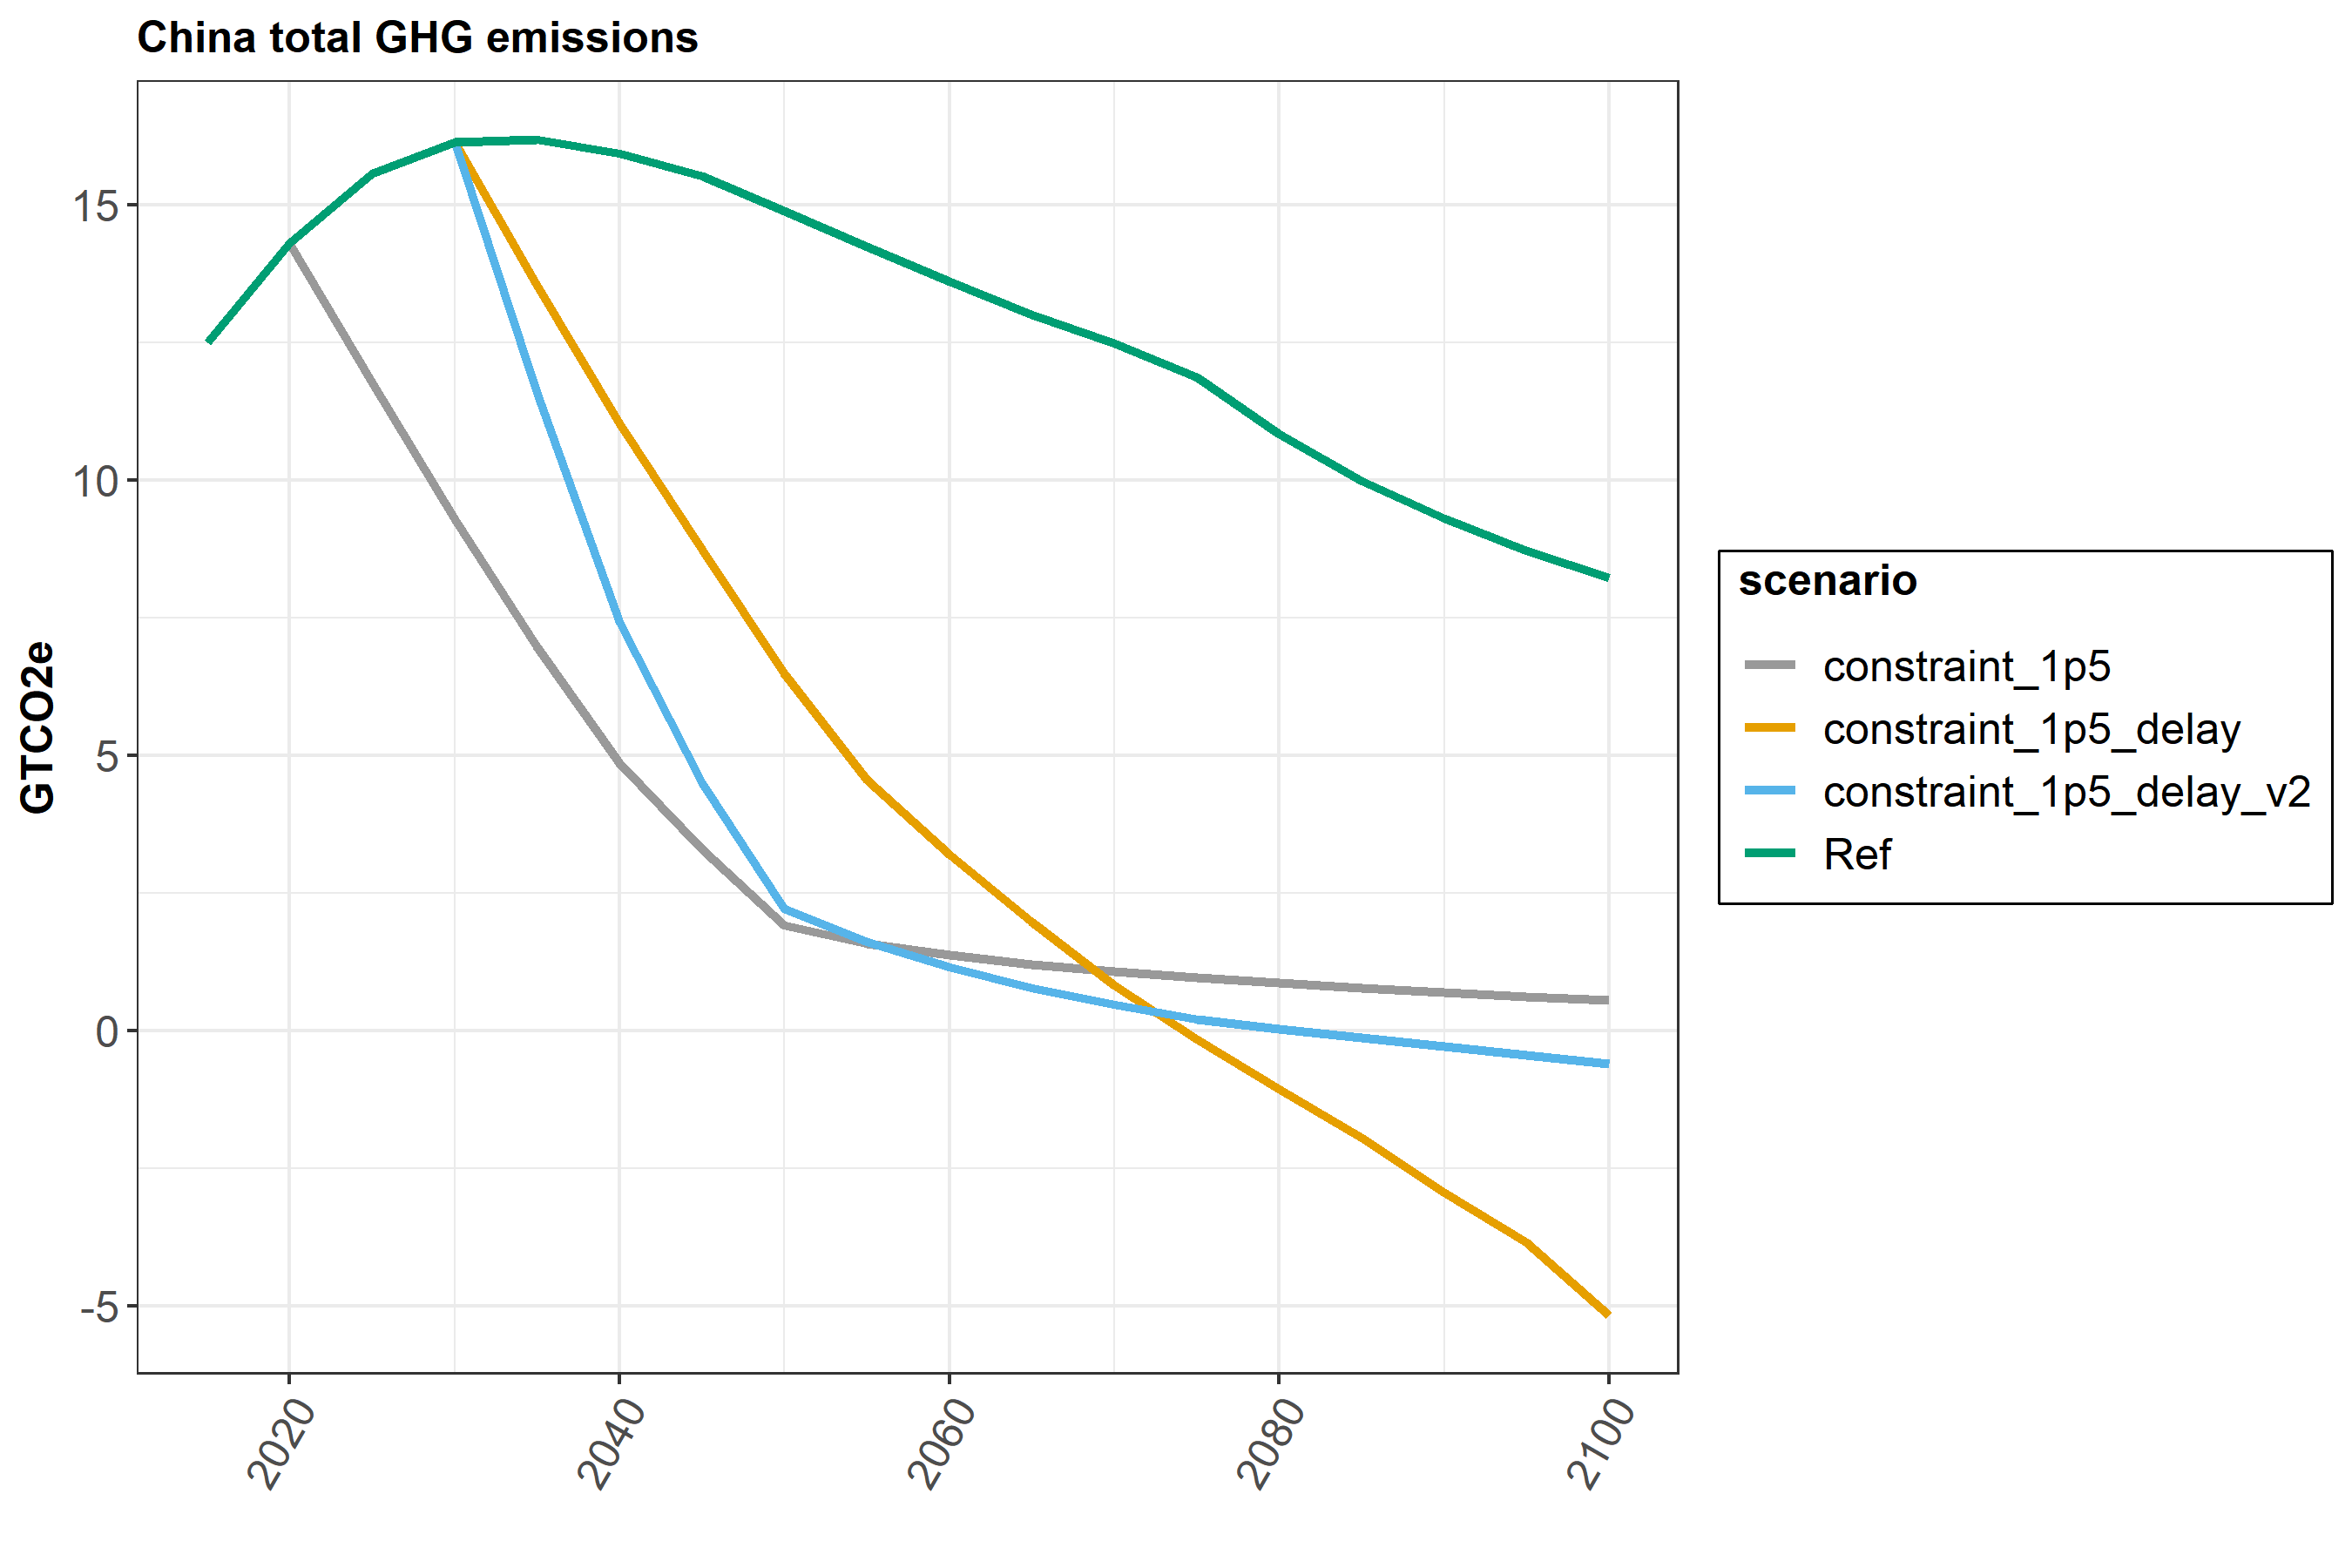 China total GHG emissions
GTCO2e
15
10
5
0
-5
2020
2040
2060
2080
2100
scenario
constraint_1p5
constraint_1p5_delay
constraint_1p5_delay_v2
Ref